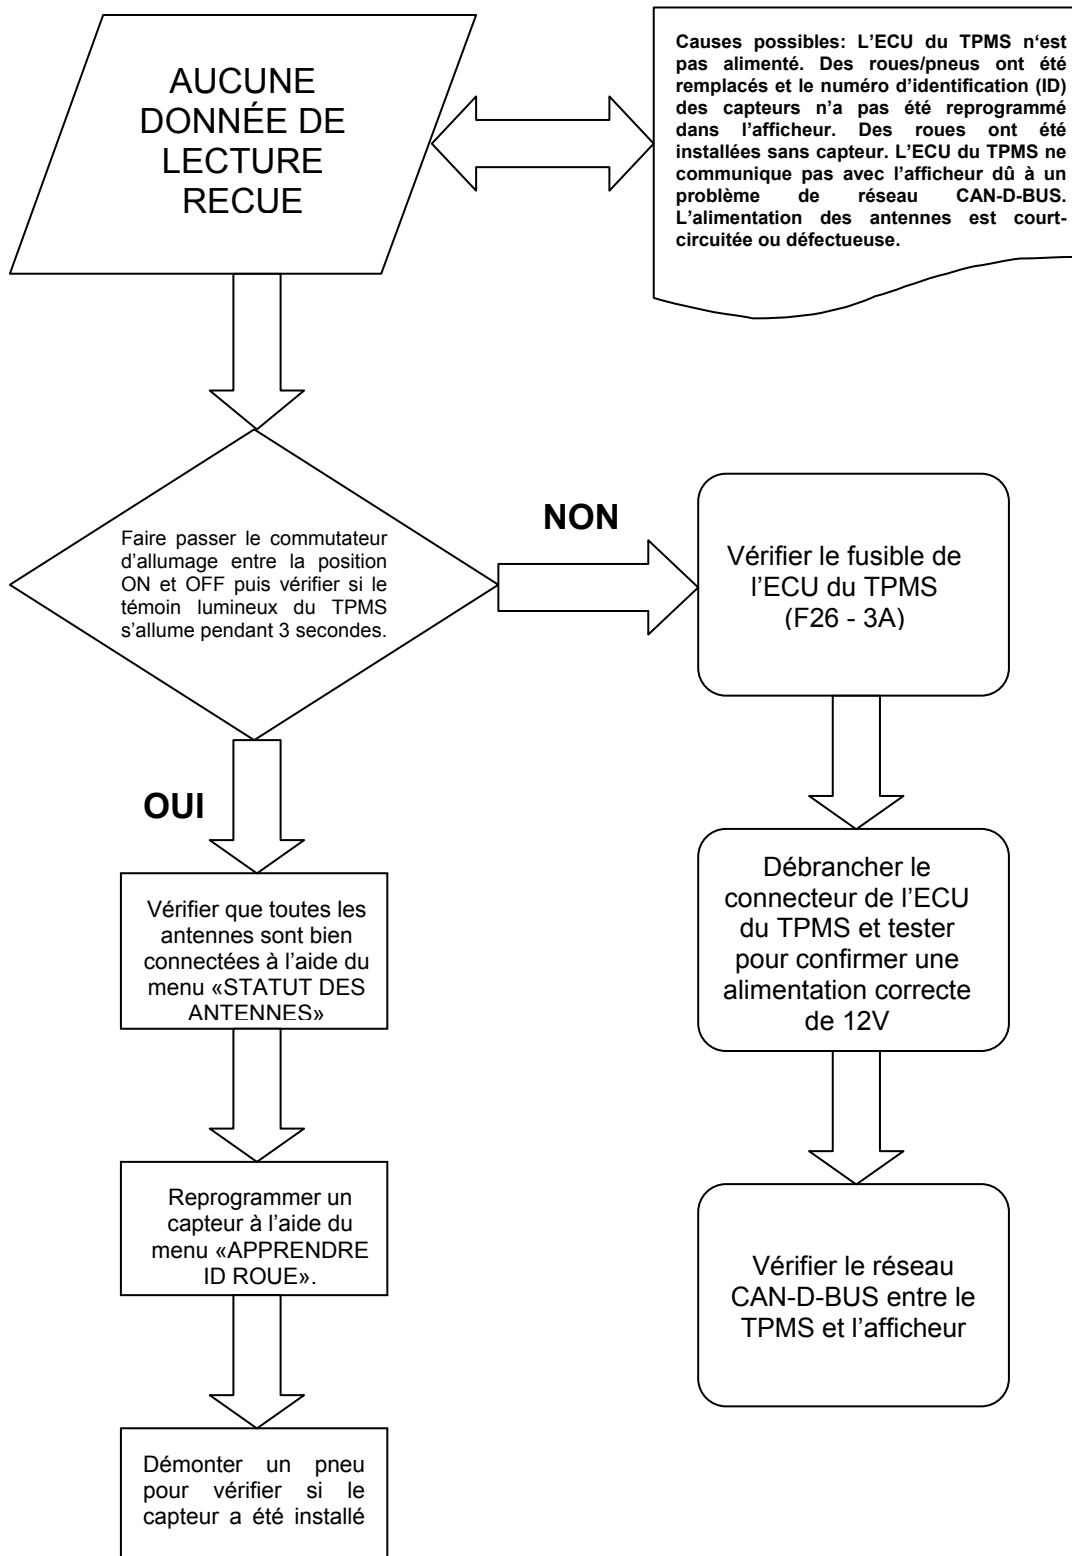 AUCUNE
DONNÉE DE
LECTURE
RECUE
Causes possibles: L’ECU du TPMS n‘est
pas alimenté. Des roues/pneus ont été
remplacés et le numéro d’identification (ID)
des capteurs n’a pas été reprogrammé
dans l’afficheur. Des roues ont été
installées sans capteur. L’ECU du TPMS ne
communique pas avec l’afficheur dû à un
problème de réseau CAN-D-BUS.
L’alimentation des antennes est court-
circuitée ou défectueuse.
Faire passer le commutateur
d’allumage entre la position
ON et OFF puis vérifier si le
témoin lumineux du TPMS
s’allume pendant 3 secondes.
NON
Vérifier le fusible de
l’ECU du TPMS
(F26 - 3A)
OUI
Vérifier que toutes les
antennes sont bien
connectées à l’aide du
menu «STATUT DES
ANTENNES»
Débrancher le
connecteur de l’ECU
du TPMS et tester
pour confirmer une
alimentation correcte
de 12V
Reprogrammer un
capteur à l’aide du
menu «APPRENDRE
ID ROUE».
Vérifier le réseau
CAN-D-BUS entre le
TPMS et l’afficheur
Démonter un pneu
pour vérifier si le
capteur a été installé